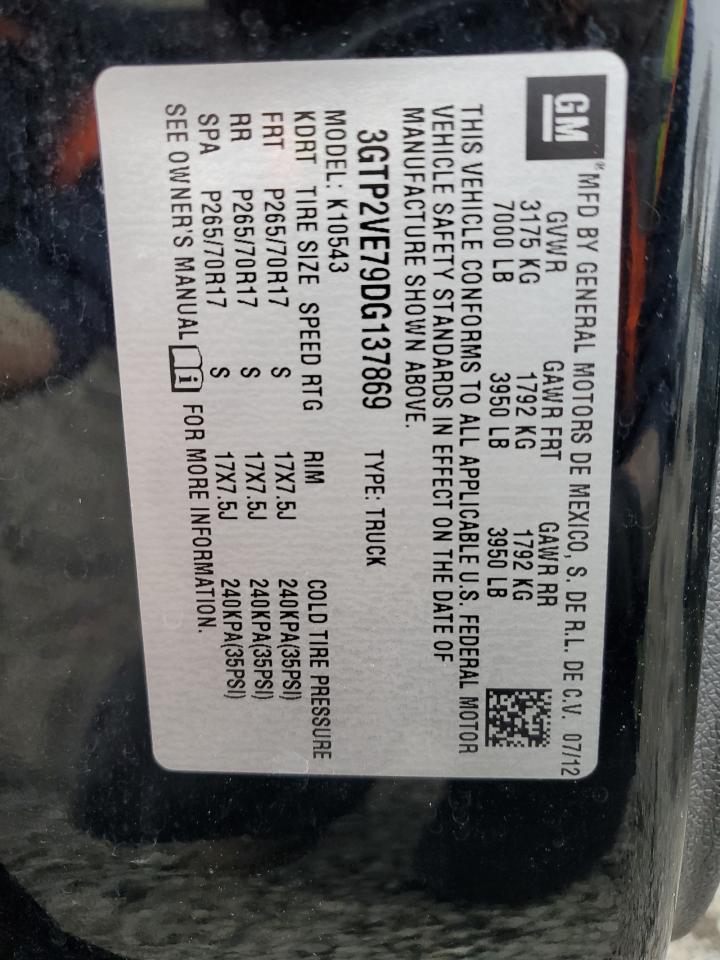 GM
MFD BY GENERAL MOTORS DE MEXICO, S. DE R.L. DE C.V. 07/12
GVWR GAWR FRT GAWR RR
3175 KG 1792 KG 1792 KG
7000 LB 3950 LB 3950 LB
THIS VEHICLE CONFORMS TO ALL APPLICABLE U.S. FEDERAL MOTOR
VEHICLE SAFETY STANDARDS IN EFFECT ON THE DATE OF
MANUFACTURE SHOWN ABOVE.
3GTP2VE79DG137869 TYPE: TRUCK
MODEL: K10543
KDRT TIRE SIZE SPEED RTG RIM COLD TIRE PRESSURE
FRT P265/70R17 S 17X7.5J 240KPA(35PSI)
RR P265/70R17 S 17X7.5J 240KPA(35PSI)
SPA P265/70R17 S 17X7.5J 240KPA(35PSI)
SEE OWNER'S MANUAL i FOR MORE INFORMATION.